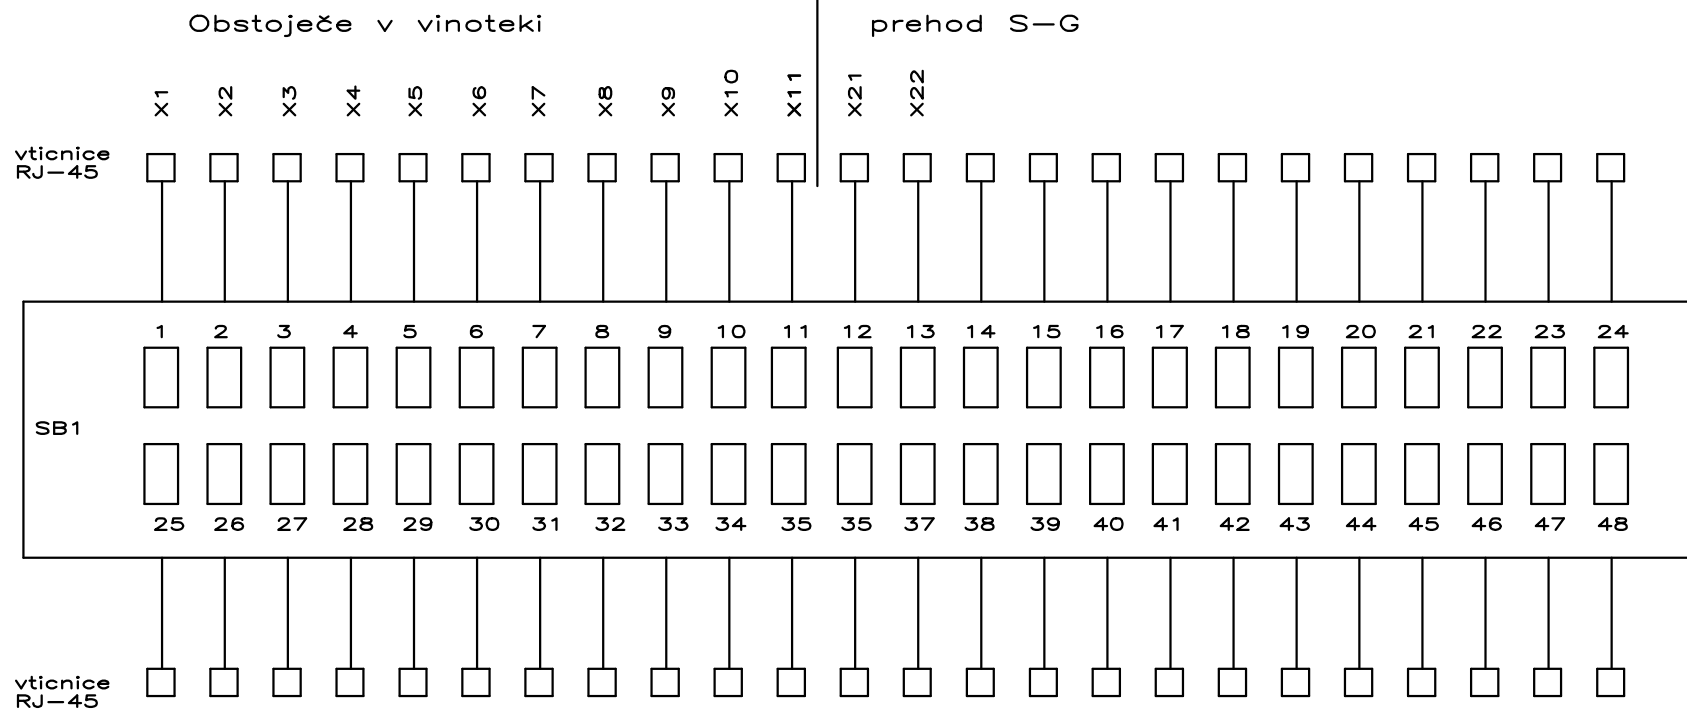 Obstoječe v vinoteki
prehod S-G
X1 X2 X3 X4 X5 X6 X7 X8 X9 X10 X11 X21 X22
vticnice
RJ-45
1 2 3 4 5 6 7 8 9 10 11 12 13 14 15 16 17 18 19 20 21 22 23 24
SB1
25 26 27 28 29 30 31 32 33 34 35 35 37 38 39 40 41 42 43 44 45 46 47 48
vticnice
RJ-45